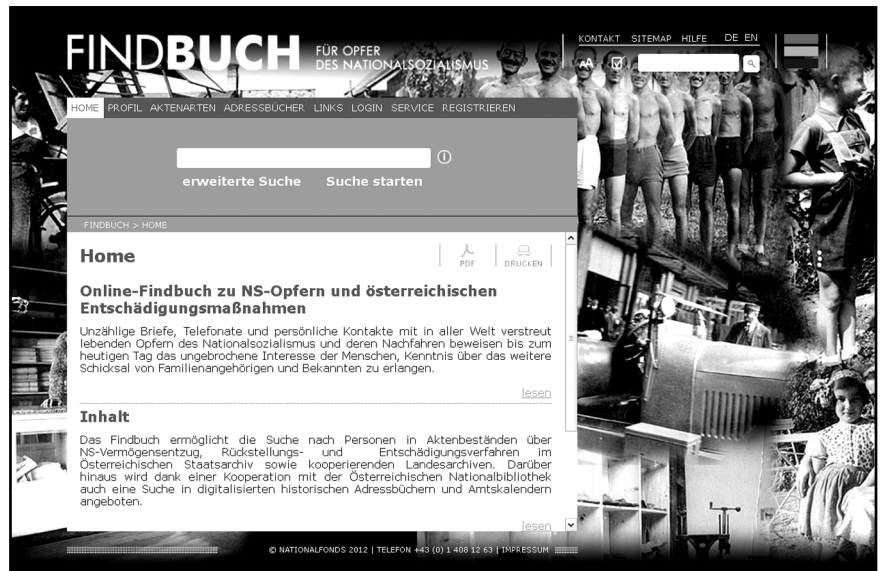 KONTAKT SITEMAP HILFE DE EN
FINDBUCH FÜR OPFER
DES NATIONALSOZIALISMUS
AA
HOME PROFIL AKTENARTEN ADRESSBÜCHER LINKS LOGIN SERVICE REGISTRIEREN
erweiterte Suche Suche starten
FINDBUCH > HOME
Home
PDF DRUCKEN
Online-Findbuch zu NS-Opfern und österreichischen
Entschädigungsmaßnahmen
Unzählige Briefe, Telefonate und persönliche Kontakte mit in aller Welt verstreut
lebenden Opfern des Nationalsozialismus und deren Nachfahren beweisen bis zum
heutigen Tag das ungebrochene Interesse der Menschen, Kenntnis über das weitere
Schicksal von Familienangehörigen und Bekannten zu erlangen.
lesen
Inhalt
Das Findbuch ermöglicht die Suche nach Personen in Aktenbeständen über
NS-Vermögensentzug, Rückstellungs- und Entschädigungsverfahren im
Österreichischen Staatsarchiv sowie kooperierenden Landesarchiven. Darüber
hinaus wird dank einer Kooperation mit der Österreichischen Nationalbibliothek
auch eine Suche in digitalisierten historischen Adressbüchern und Amtskalendern
angeboten.
lesen
© NATIONALFONDS 2012 | TELEFON +43 (0) 1 408 12 63 | IMPRESSUM